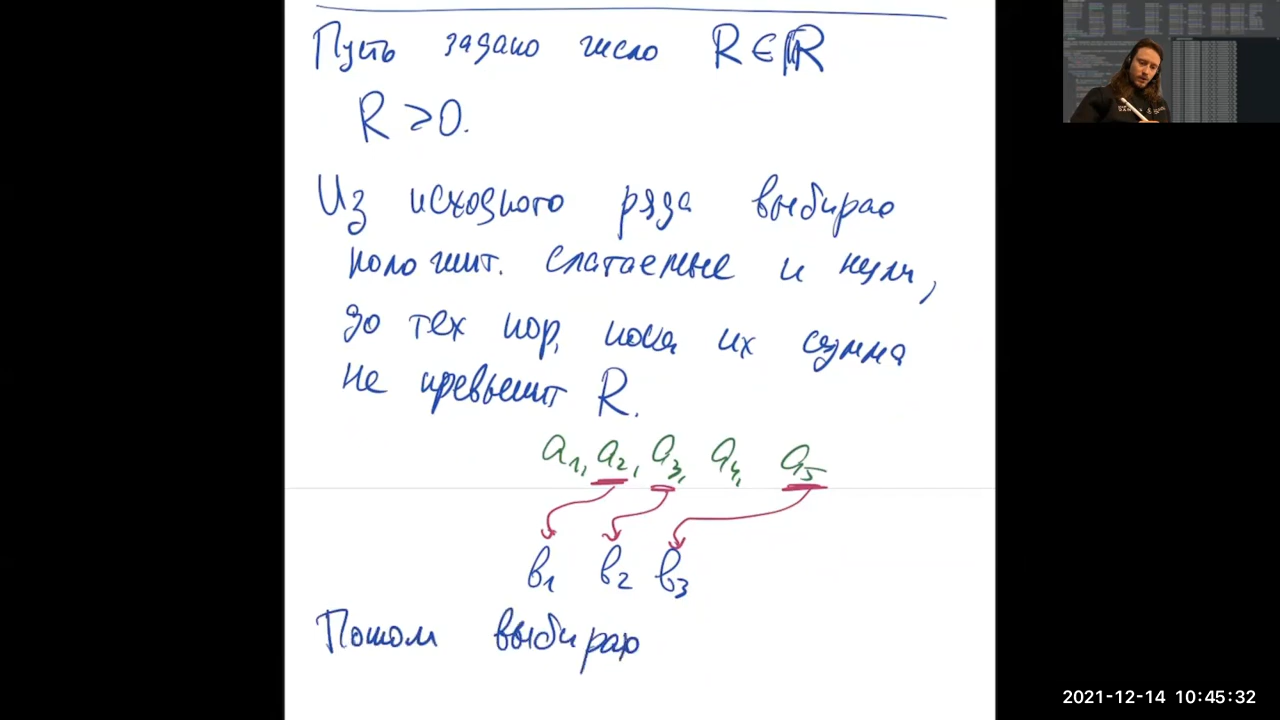 Пусть задано число R ∈ ℝ
R ≥ 0.
Из исходного ряда выбираю
полотит. слагаемые и нули,
до тех пор, пока их сумма
не превысит R.
a₁, a₂, a₃, a₄, a₅
b₁ b₂ b₃
Потом выбираю
2021-12-14 10:45:32